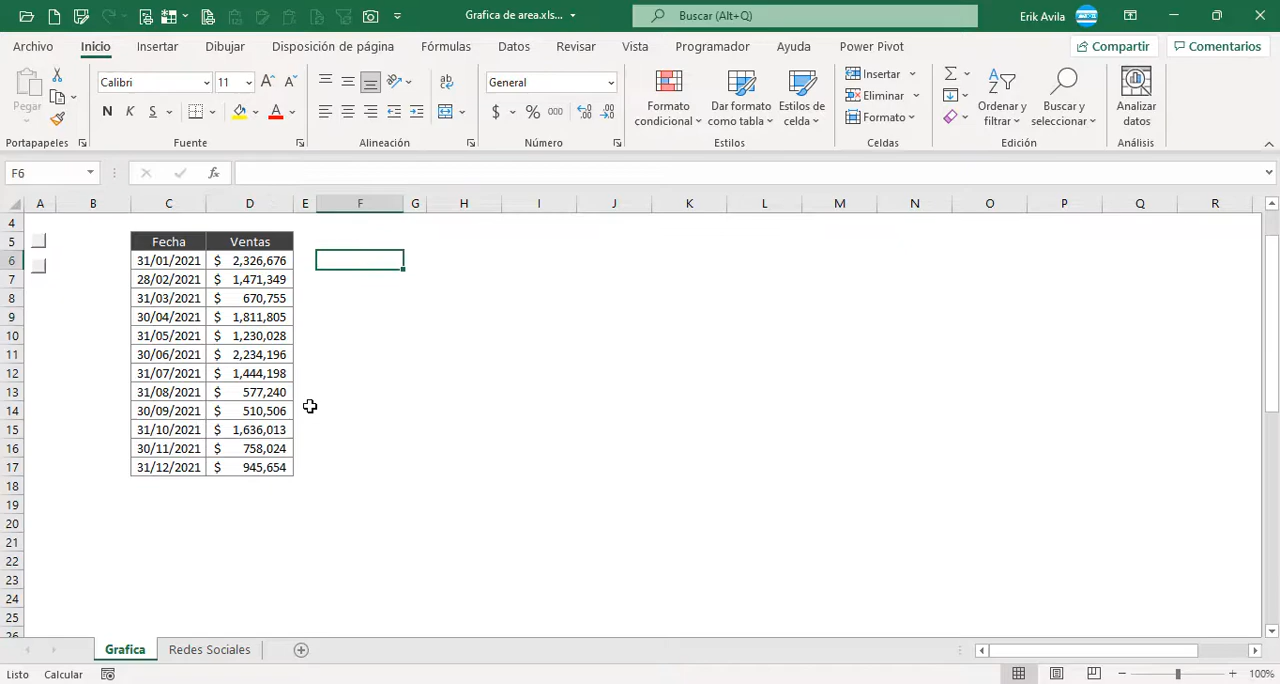 Grafica de area.xls...
Buscar (Alt+Q)
Erik Avila
Archivo Inicio Insertar Dibujar Disposición de página Fórmulas Datos Revisar Vista Programador Ayuda Power Pivot Compartir Comentarios
Pegar
Calibri 11
N K S
ab
General
$ % 000
Formato condicional
Dar formato como tabla
Estilos de celda
Insertar
Eliminar
Formato
Ordenar y filtrar
Buscar y seleccionar
Analizar datos
Portapapeles Fuente Alineación Número Estilos Celdas Edición Análisis
F6 fx
A B C D E F G H I J K L M N O P Q R
4
5 Fecha Ventas
6 31/01/2021 $ 2,326,676
7 28/02/2021 $ 1,471,349
8 31/03/2021 $ 670,755
9 30/04/2021 $ 1,811,805
10 31/05/2021 $ 1,230,028
11 30/06/2021 $ 2,234,196
12 31/07/2021 $ 1,444,198
13 31/08/2021 $ 577,240
14 30/09/2021 $ 510,506
15 31/10/2021 $ 1,636,013
16 30/11/2021 $ 758,024
17 31/12/2021 $ 945,654
18
19
20
21
22
23
24
25
26
Grafica Redes Sociales
Listo Calcular 100%